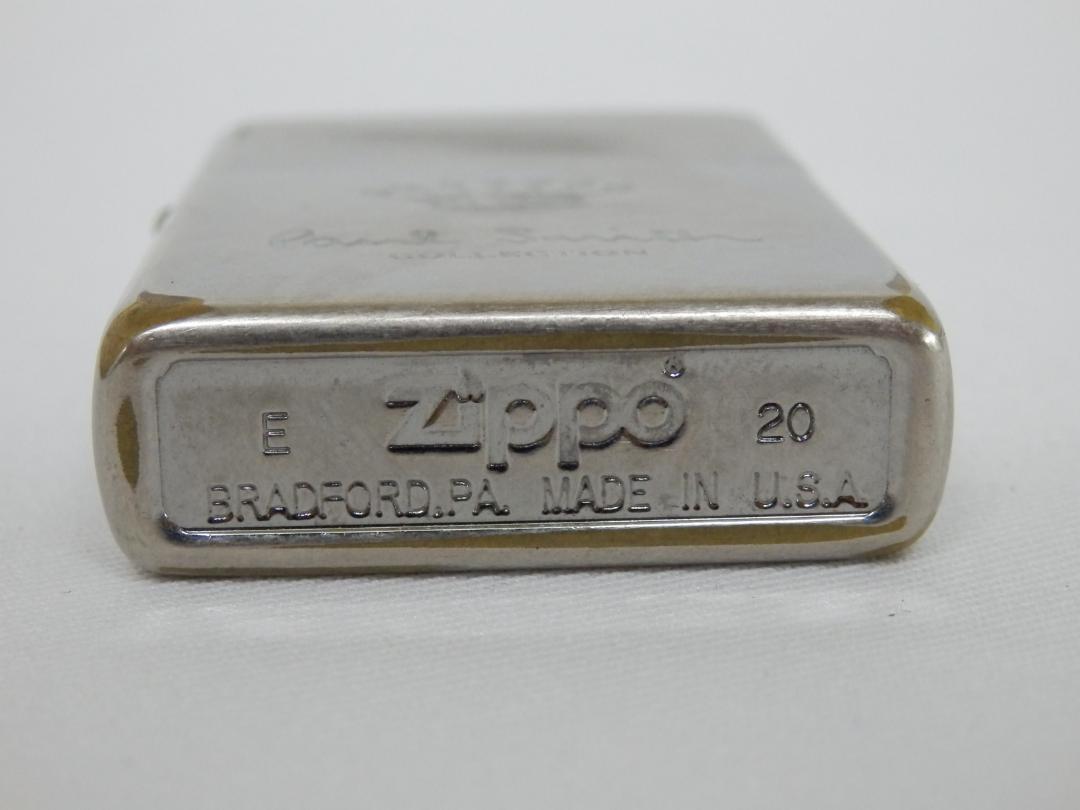 Paul Smith
COLLECTION
E zippo® 20
BRADFORD,PA. MADE IN U.S.A.